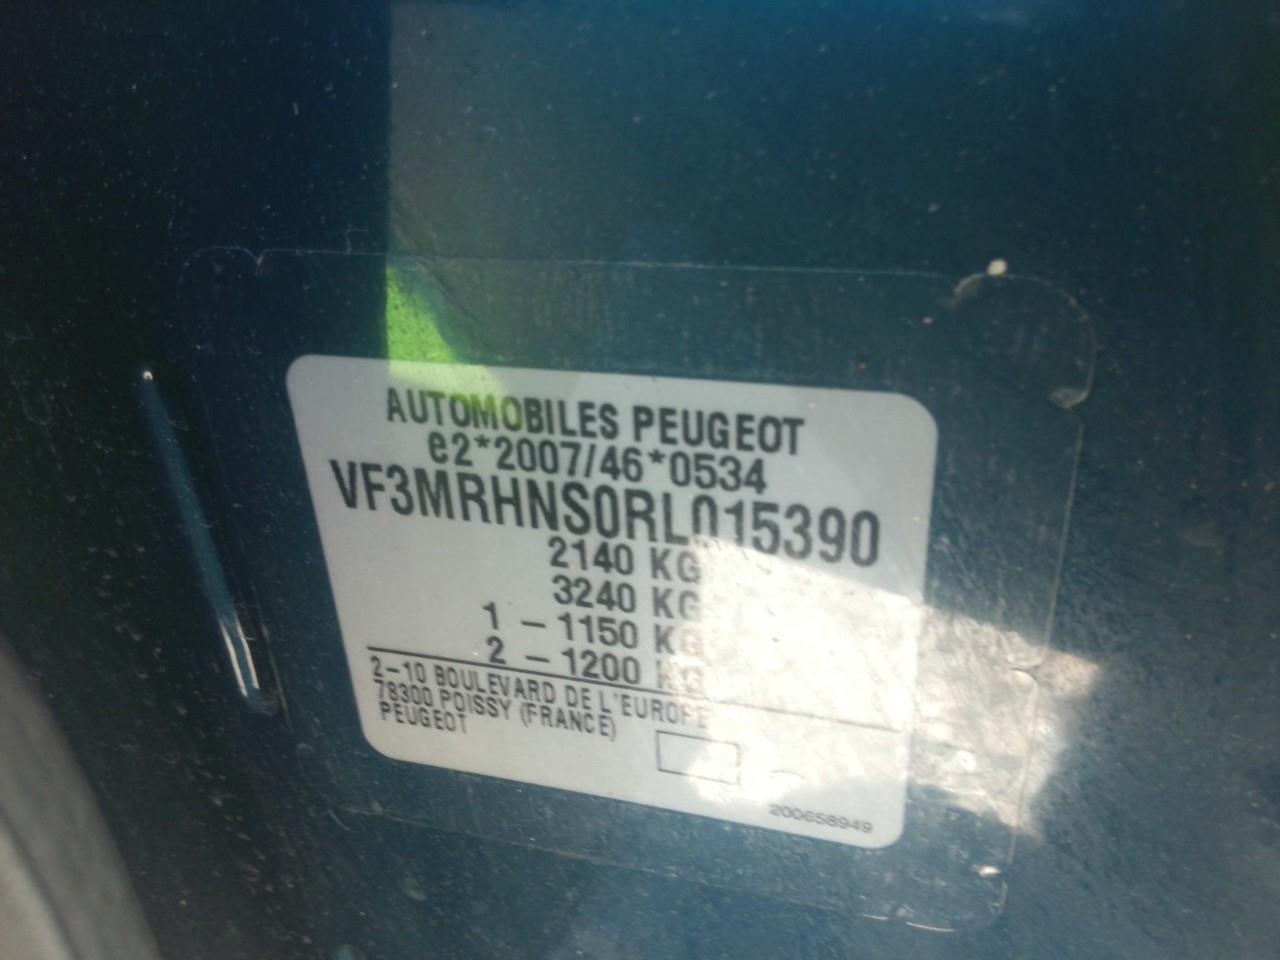 AUTOMOBILES PEUGEOT
e2*2007/46*0534
VF3MRHNS0RL015390
2140 KG
3240 KG
1 - 1150 KG
2 - 1200 KG
2-10 BOULEVARD DE L'EUROPE
78300 POISSY (FRANCE)
PEUGEOT
200658949